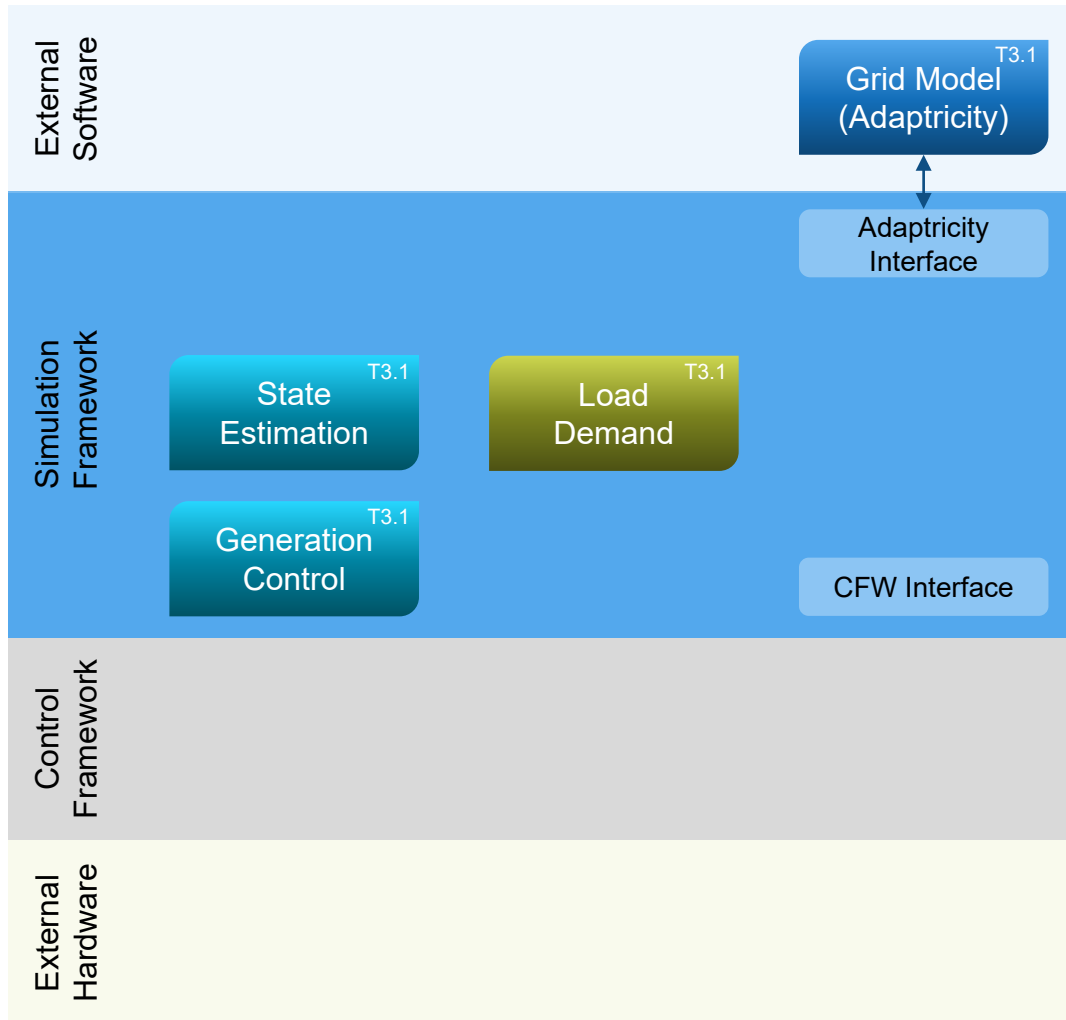 External
Software
T3.1
Grid Model
(Adaptricity)
Simulation
Framework
Adaptricity
Interface
T3.1
State
Estimation
T3.1
Load
Demand
T3.1
Generation
Control
CFW Interface
Control
Framework
External
Hardware